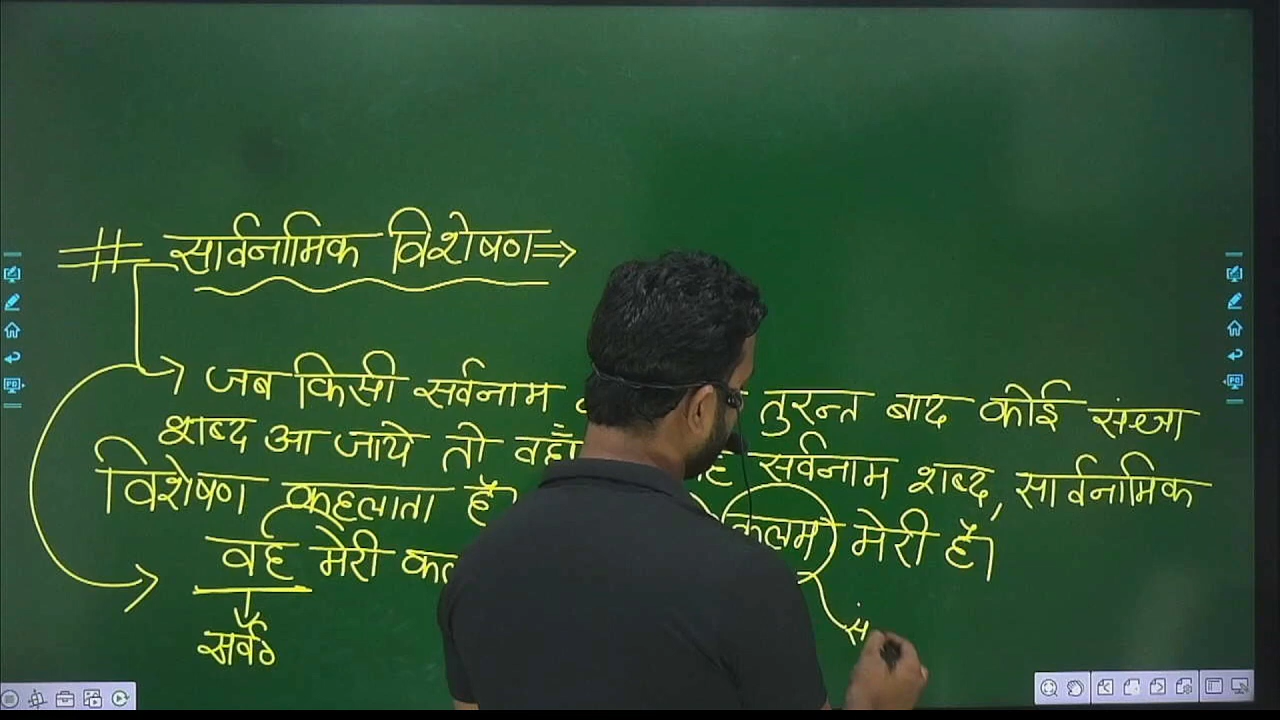 # सार्वनामिक विशेषण⇒
→ जब किसी सर्वनाम तुरन्त बाद कोई संज्ञा
शब्द आ जाये तो वहाँ सर्वनाम शब्द, सार्वनामिक
विशेषण कहलाता है।
कलम मेरी है।
वह मेरी
सर्व०
सं